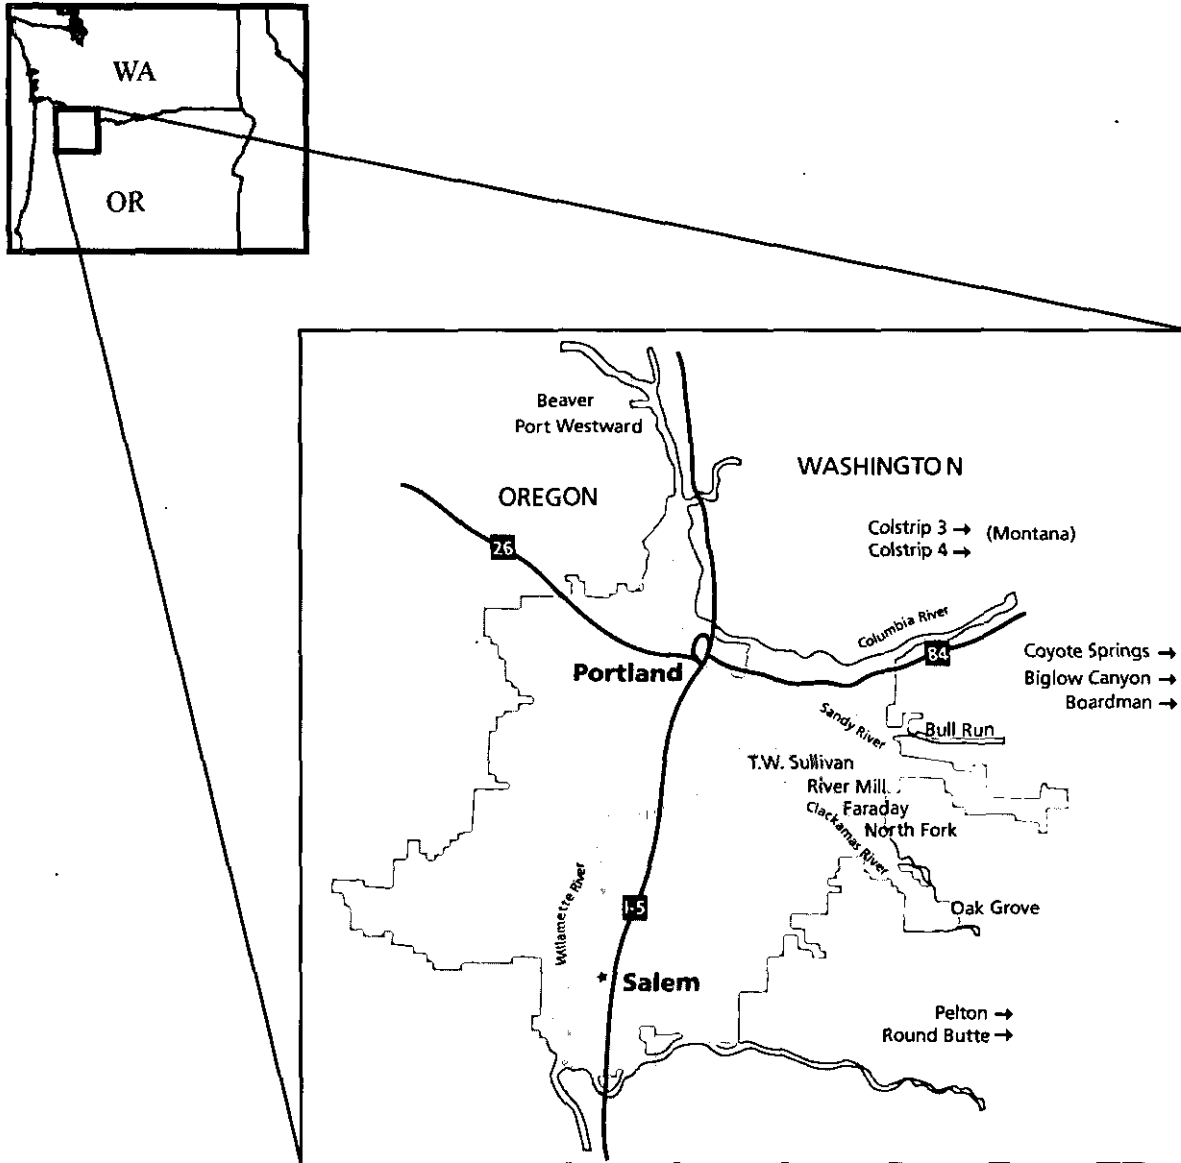 WA
OR
Beaver
Port Westward
WASHINGTON
OREGON
Colstrip 3 → (Montana)
Colstrip 4 →
26
Columbia River
84
Coyote Springs →
Portland
Biglow Canyon →
Boardman →
Sandy River
Bull Run
T.W. Sullivan
River Mill
Faraday
Clackamas River
North Fork
Willamette River
I-5
Oak Grove
Salem
Pelton →
Round Butte →